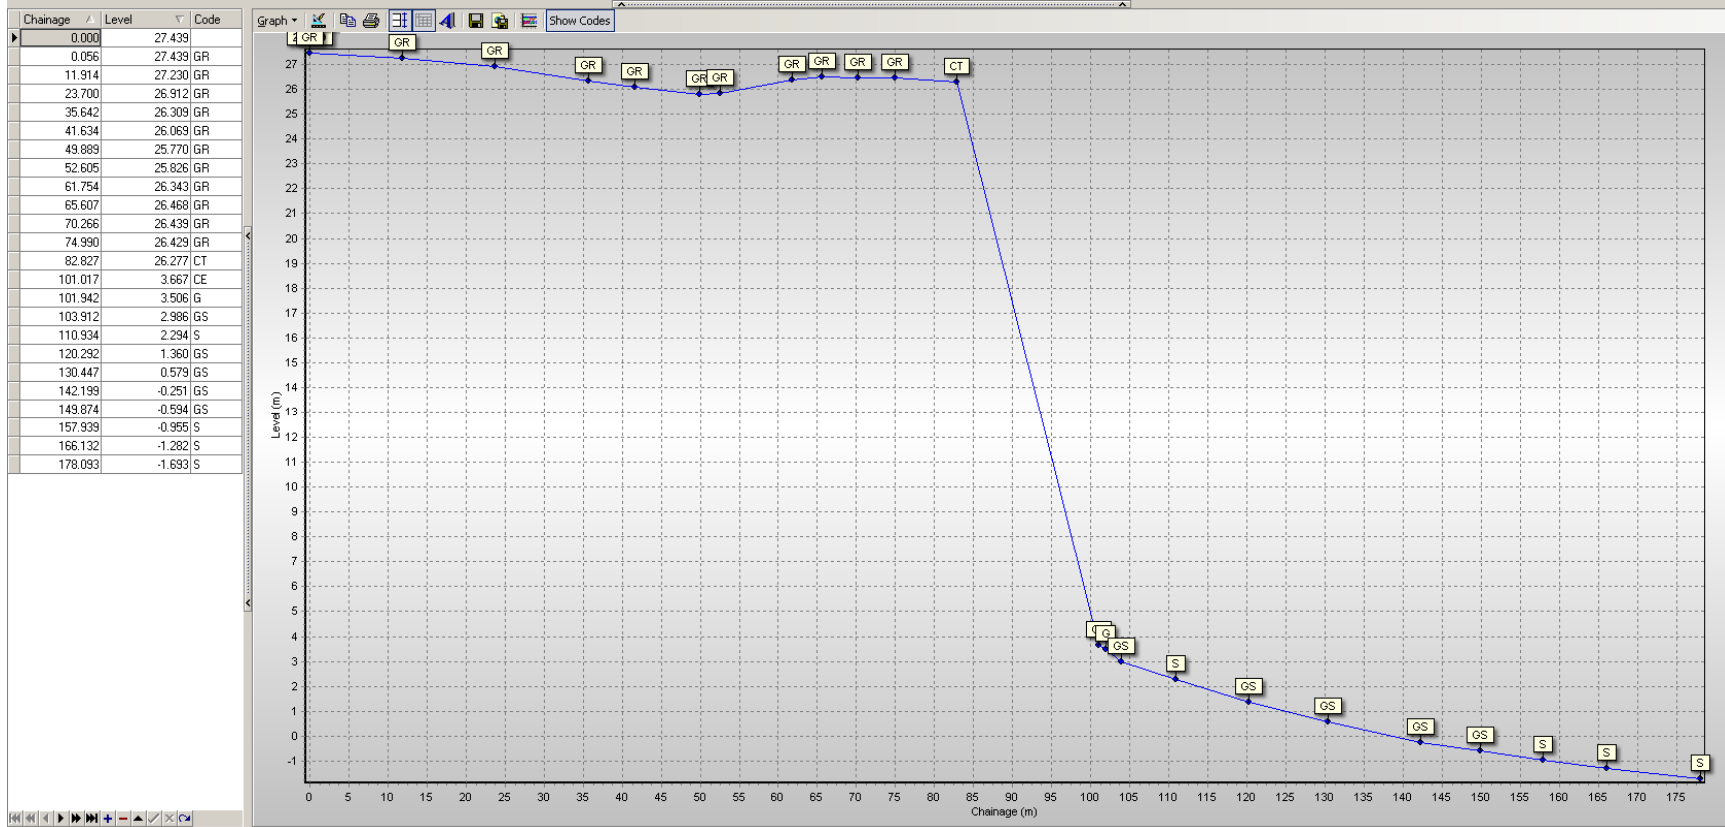 Chainage Level Code
0.000 27.439
0.056 27.439 GR
11.914 27.230 GR
23.700 26.912 GR
35.642 26.309 GR
41.634 26.069 GR
49.889 25.770 GR
52.605 25.826 GR
61.754 26.343 GR
65.607 26.468 GR
70.266 26.439 GR
74.990 26.429 GR
82.827 26.277 CT
101.017 3.667 CE
101.942 3.506 G
103.912 2.986 GS
110.934 2.294 S
120.292 1.360 GS
130.447 0.579 GS
142.199 -0.251 GS
149.874 -0.594 GS
157.939 -0.955 S
166.132 -1.282 S
178.093 -1.693 S
Graph Show Codes
GR GR GR GR GR GR GR GR GR GR GR CT
G GS S GS GS GS GS S S S
27
26
25
24
23
22
21
20
19
18
17
16
15
14
13
12
11
10
9
8
7
6
5
4
3
2
1
0
-1
Level (m)
0 5 10 15 20 25 30 35 40 45 50 55 60 65 70 75 80 85 90 95 100 105 110 115 120 125 130 135 140 145 150 155 160 165 170 175
Chainage (m)